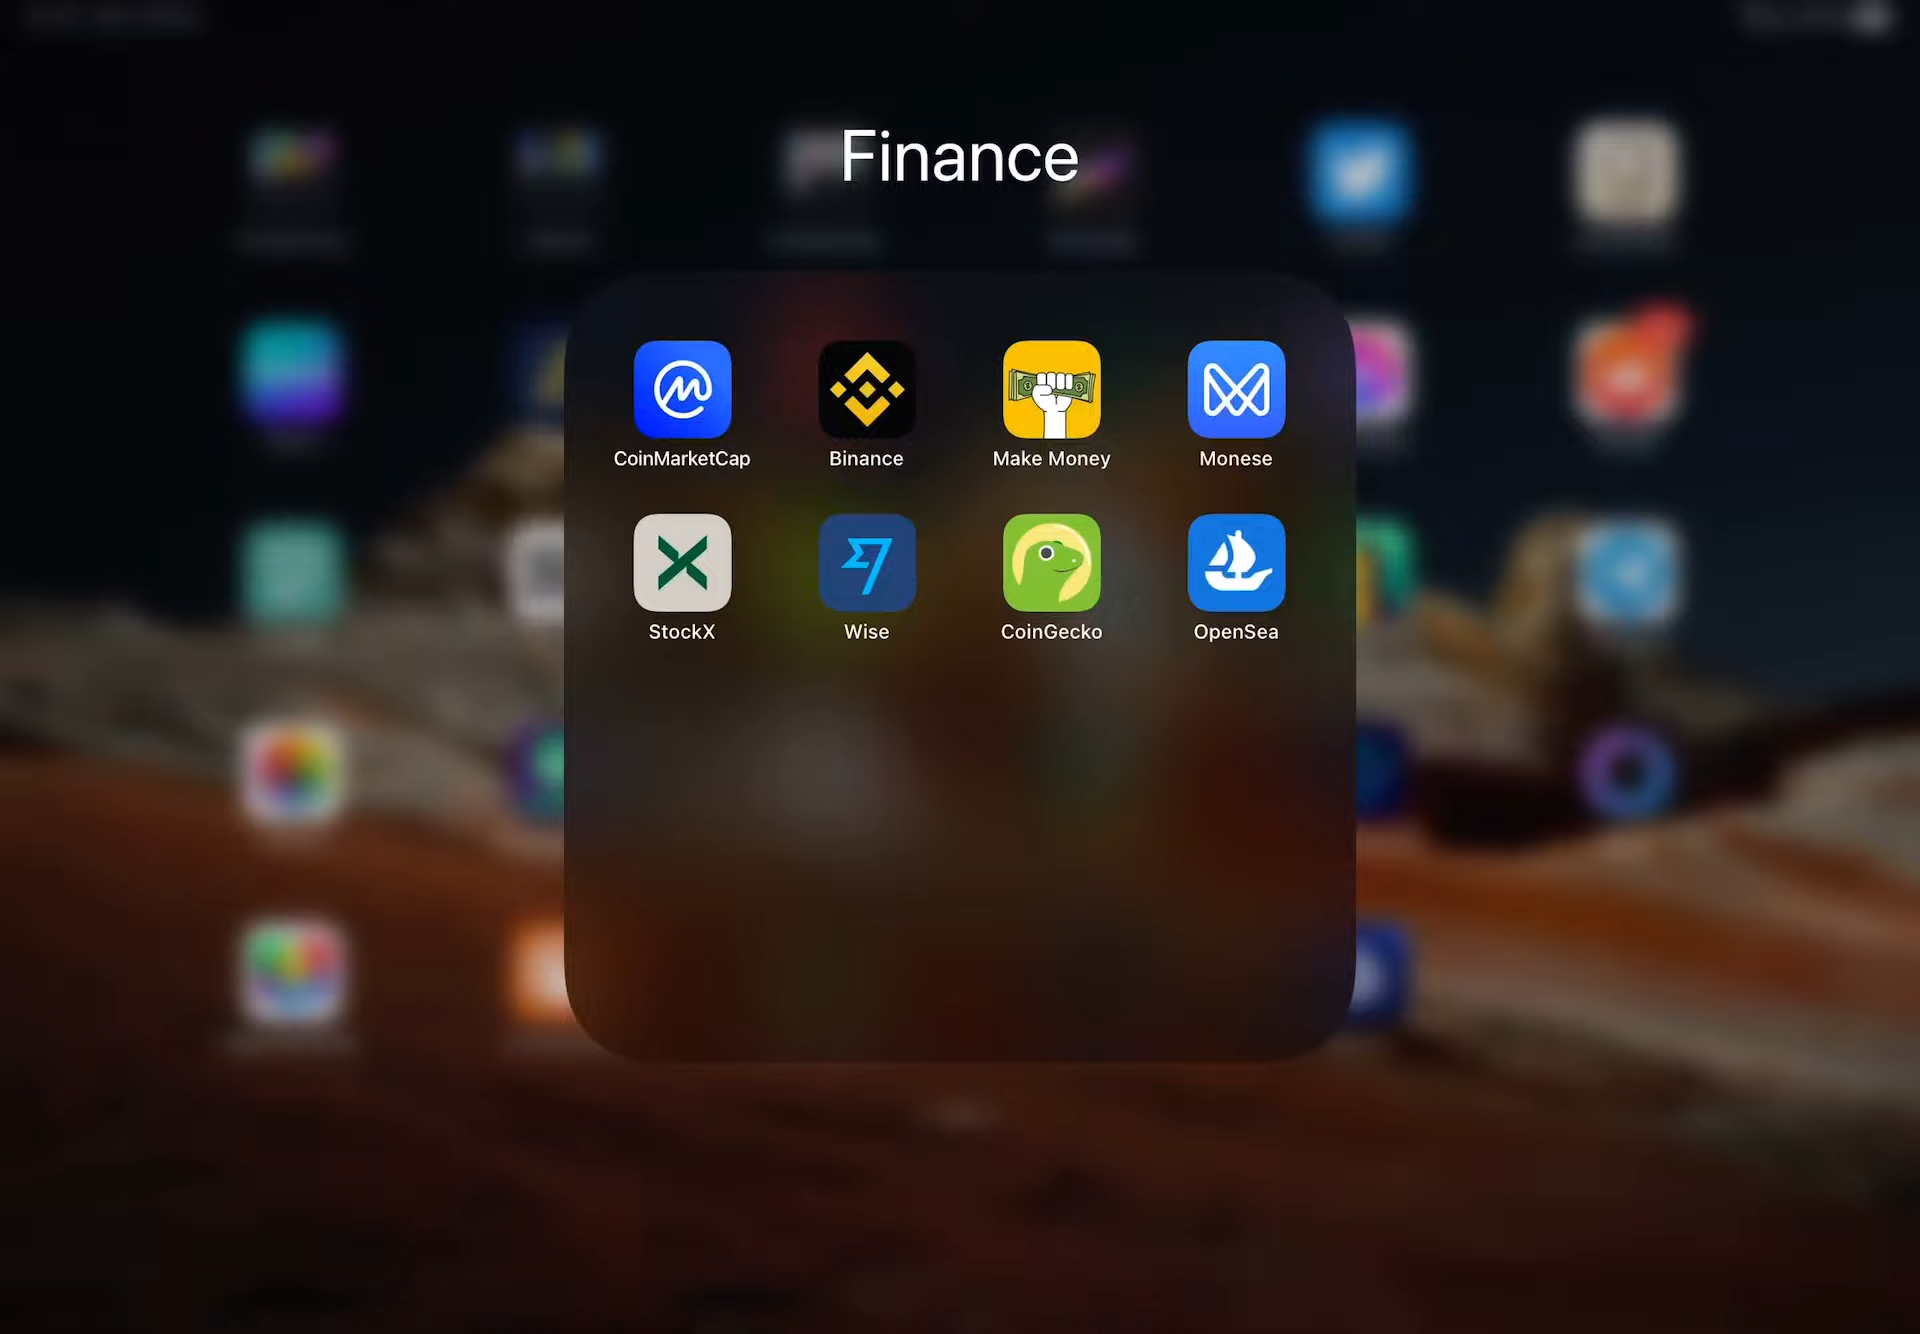 Finance
CoinMarketCap
Binance
Make Money
Monese
StockX
Wise
CoinGecko
OpenSea